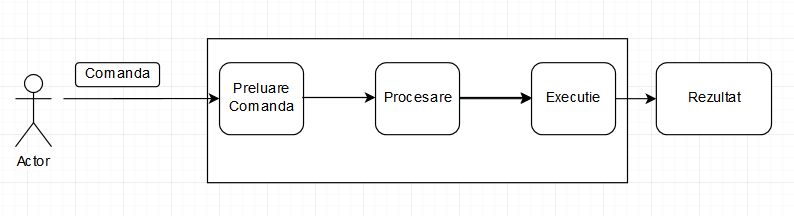 Comanda
Preluare
Comanda
Procesare
Executie
Rezultat
Actor